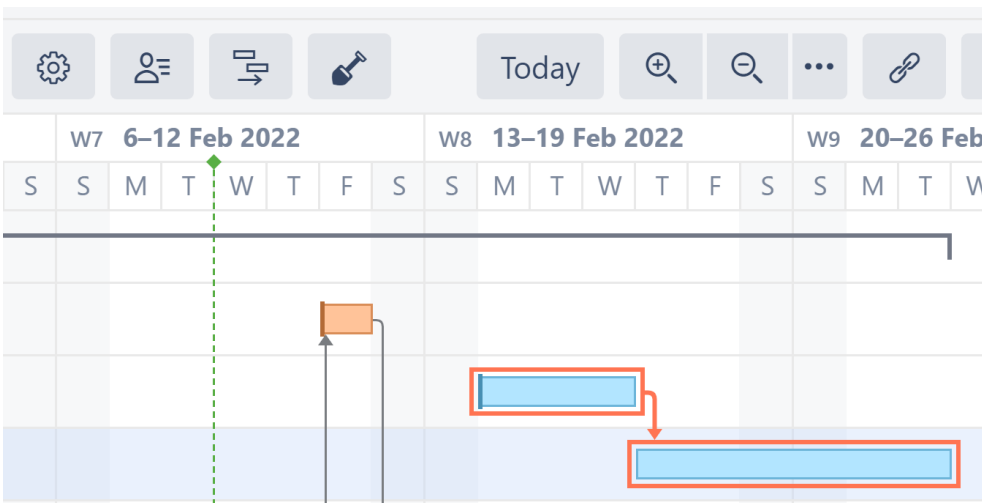 Today
W7 6–12 Feb 2022 W8 13–19 Feb 2022 W9 20–26 Feb
S S M T W T F S S M T W T F S S M T W